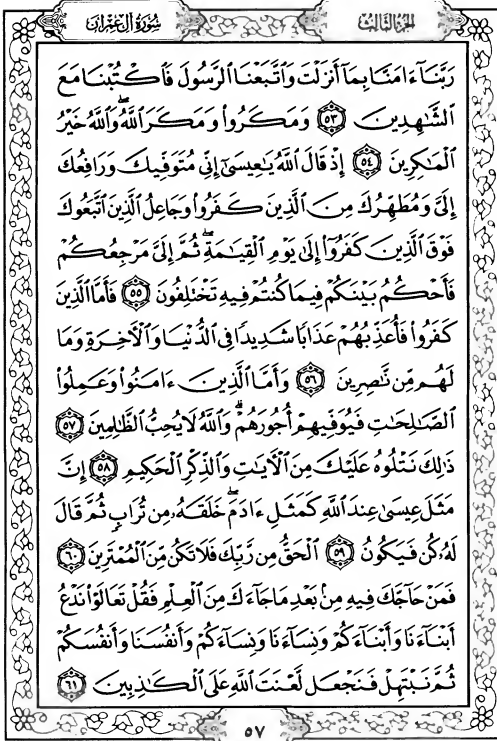 الجزء الثالث
سورة آل عمران
رَبَّنَآ ءَامَنَّا بِمَآ أَنزَلْتَ وَٱتَّبَعْنَا ٱلرَّسُولَ فَٱكْتُبْنَا مَعَ
ٱلشَّٰهِدِينَ ٥٣ وَمَكَرُوا۟ وَمَكَرَ ٱللَّهُۖ وَٱللَّهُ خَيْرُ
ٱلْمَٰكِرِينَ ٥٤ إِذْ قَالَ ٱللَّهُ يَٰعِيسَىٰٓ إِنِّى مُتَوَفِّيكَ وَرَافِعُكَ
إِلَىَّ وَمُطَهِّرُكَ مِنَ ٱلَّذِينَ كَفَرُوا۟ وَجَاعِلُ ٱلَّذِينَ ٱتَّبَعُوكَ
فَوْقَ ٱلَّذِينَ كَفَرُوٓا۟ إِلَىٰ يَوْمِ ٱلْقِيَٰمَةِۖ ثُمَّ إِلَىَّ مَرْجِعُكُمْ
فَأَحْكُمُ بَيْنَكُمْ فِيمَا كُنتُمْ فِيهِ تَخْتَلِفُونَ ٥٥ فَأَمَّا ٱلَّذِينَ
كَفَرُوا۟ فَأُعَذِّبُهُمْ عَذَابًا شَدِيدًا فِى ٱلدُّنْيَا وَٱلْءَاخِرَةِ وَمَا
لَهُم مِّن نَّٰصِرِينَ ٥٦ وَأَمَّا ٱلَّذِينَ ءَامَنُوا۟ وَعَمِلُوا۟
ٱلصَّٰلِحَٰتِ فَيُوَفِّيهِمْ أُجُورَهُمْۗ وَٱللَّهُ لَا يُحِبُّ ٱلظَّٰلِمِينَ ٥٧
ذَٰلِكَ نَتْلُوهُ عَلَيْكَ مِنَ ٱلْءَايَٰتِ وَٱلذِّكْرِ ٱلْحَكِيمِ ٥٨ إِنَّ
مَثَلَ عِيسَىٰ عِندَ ٱللَّهِ كَمَثَلِ ءَادَمَۖ خَلَقَهُۥ مِن تُرَابٍ ثُمَّ قَالَ
لَهُۥ كُن فَيَكُونُ ٥٩ ٱلْحَقُّ مِن رَّبِّكَ فَلَا تَكُن مِّنَ ٱلْمُمْتَرِينَ ٦٠
فَمَنْ حَآجَّكَ فِيهِ مِنۢ بَعْدِ مَا جَآءَكَ مِنَ ٱلْعِلْمِ فَقُلْ تَعَالَوْا۟ نَدْعُ
أَبْنَآءَنَا وَأَبْنَآءَكُمْ وَنِسَآءَنَا وَنِسَآءَكُمْ وَأَنفُسَنَا وَأَنفُسَكُمْ
ثُمَّ نَبْتَهِلْ فَنَجْعَل لَّعْنَتَ ٱللَّهِ عَلَى ٱلْكَٰذِبِينَ ٦١
٥٧